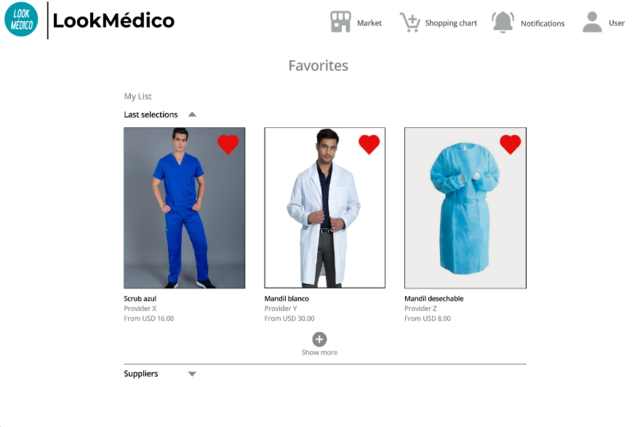 LOOK
MÉDICO
LookMédico
Market
Shopping chart
Notifications
User
Favorites
My List
Last selections
Scrub azul
Provider X
From USD 16.00
Mandil blanco
Provider Y
From USD 30.00
Mandil desechable
Provider Z
From USD 8.00
Show more
Suppliers